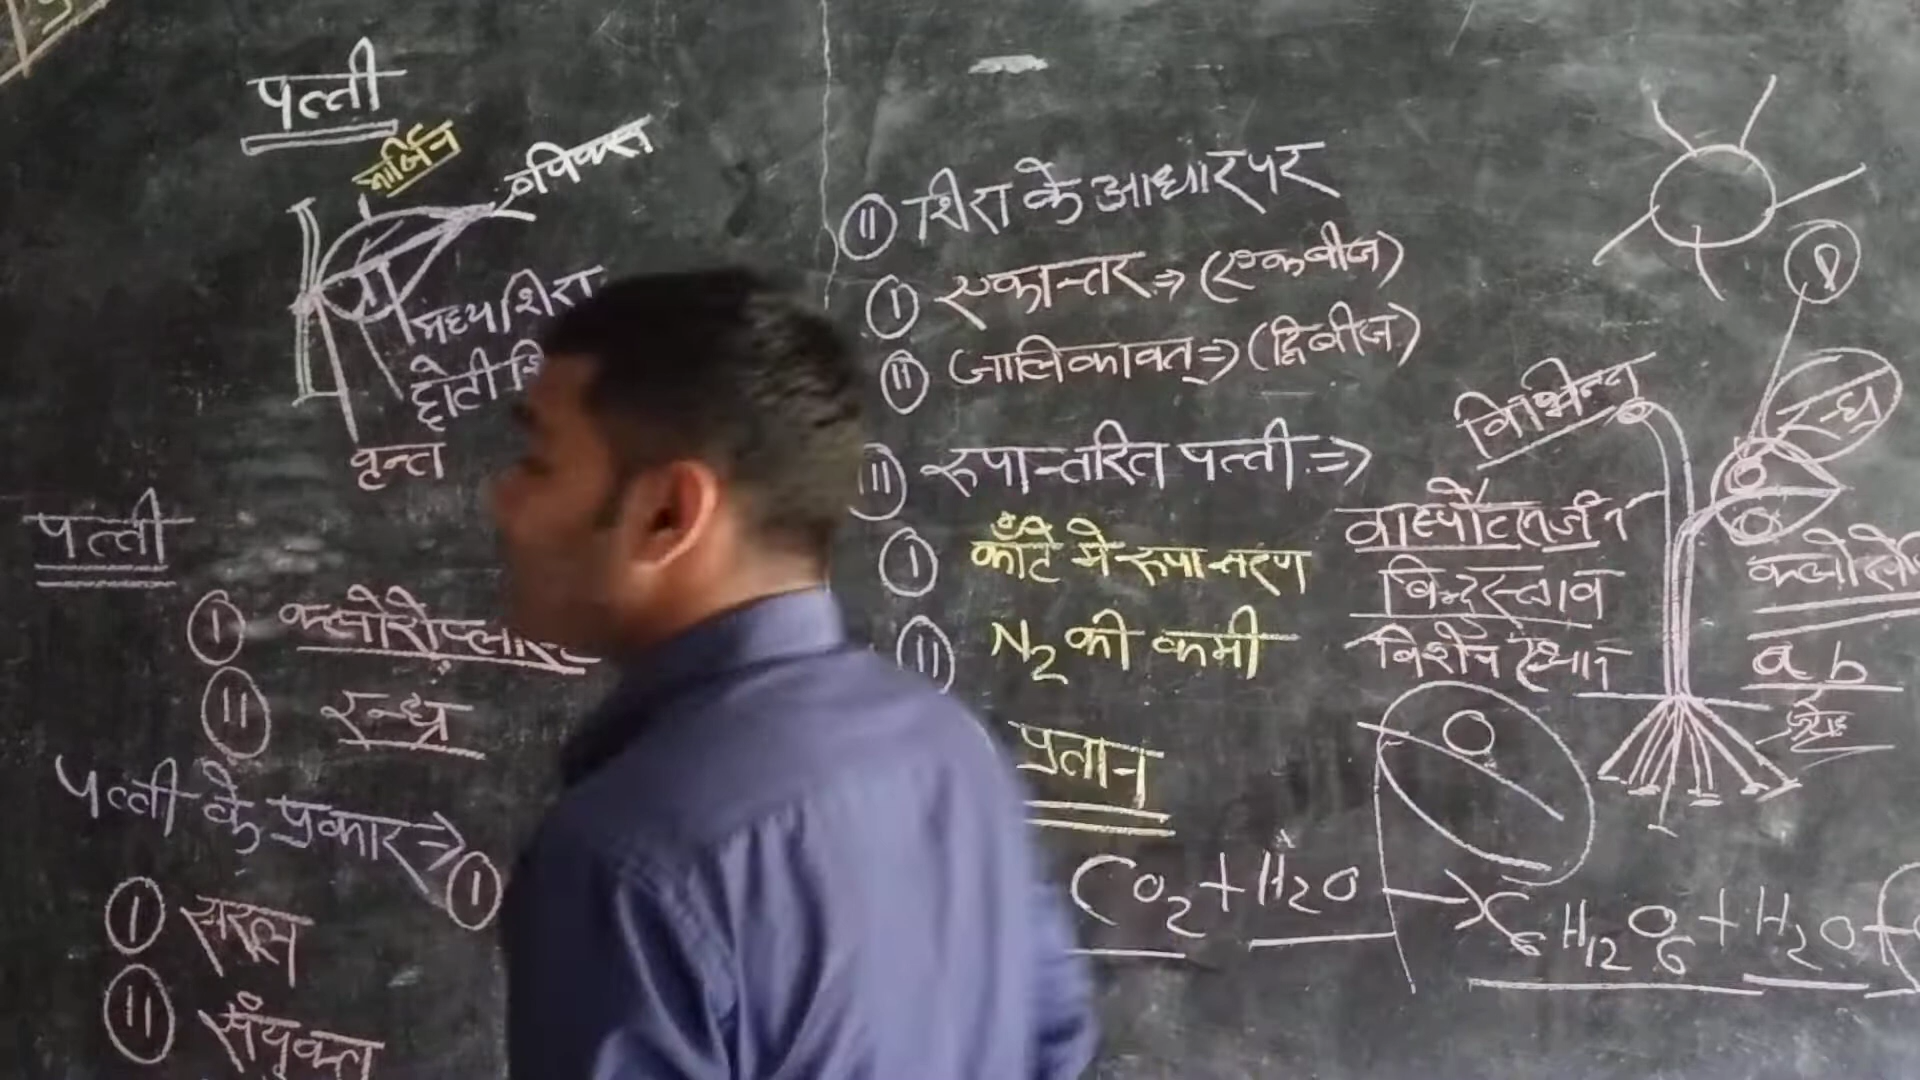 पत्ती
मार्जिन
मध्यशिरा
छोटी
वृन्त
पत्ती
I क्लोरोप्लास्ट
II रन्ध्र
पत्ती के प्रकार →
I
I सरल
II संयुक्त
II शिरा के आधार पर
I एकान्तर ⇒ (एकबीज)
II जालिकावत् ⇒ (द्विबीज)
III रूपान्तरित पत्ती ⇒
I काँटे में रूपान्तरण
II N2 की कमी
प्रतान
CO2 + H2O → C6H12O6 + H2O +
रन्ध्र
वाष्पोत्सर्जन
बिन्दुस्त्राव
a b